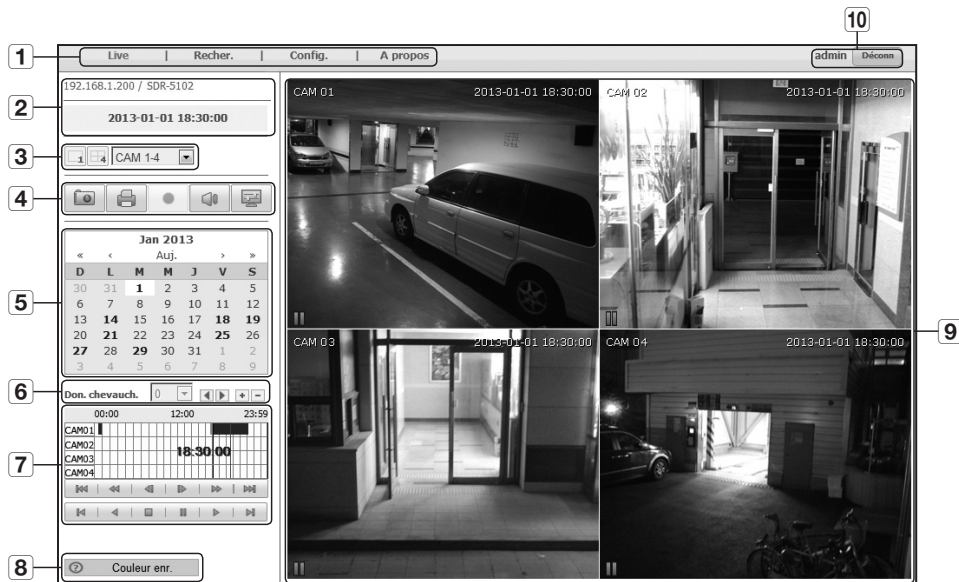 10
1
Live | Recher. | Config. | A propos
admin Déconn
2
192.168.1.200 / SDR-5102
2013-01-01 18:30:00
3
1 4 CAM 1-4
4
5
Jan 2013
« ‹ Auj. › »
D L M M J V S
30 31 1 2 3 4 5
6 7 8 9 10 11 12
13 14 15 16 17 18 19
20 21 22 23 24 25 26
27 28 29 30 31 1 2
3 4 5 6 7 8 9
6
Don. chevauch. 0 + -
7
00:00 12:00 23:59
CAM01
CAM02
CAM03
CAM04
18:30:00
8
? Couleur enr.
CAM 01 2013-01-01 18:30:00
CAM 02 2013-01-01 18:30:00
CAM 03 2013-01-01 18:30:00
CAM 04 2013-01-01 18:30:00
9